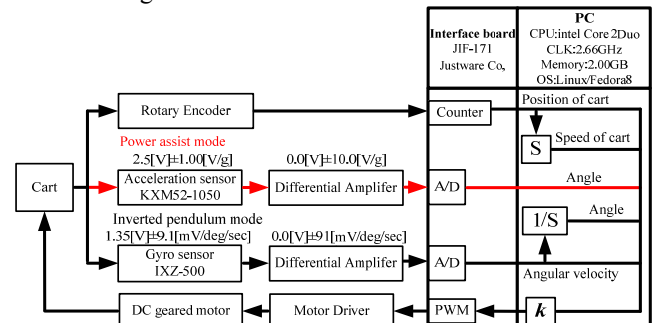 Interface board
JIF-171
Justware Co,
PC
CPU:intel Core 2Duo
CLK:2.66GHz
Memory:2.00GB
OS:Linux/Fedora8
Rotary Encoder
Counter
Position of cart
S
Speed of cart
Power assist mode
2.5[V]±1.00[V/g]
0.0[V]±10.0[V/g]
Cart
Acceleration sensor
KXM52-1050
Differential Amplifer
A/D
Angle
Inverted pendulum mode
1.35[V]±9.1[mV/deg/sec]
0.0[V]±91[mV/deg/sec]
1/S
Angle
Gyro sensor
IXZ-500
Differential Amplifer
A/D
Angular velocity
DC geared motor
Motor Driver
PWM
k